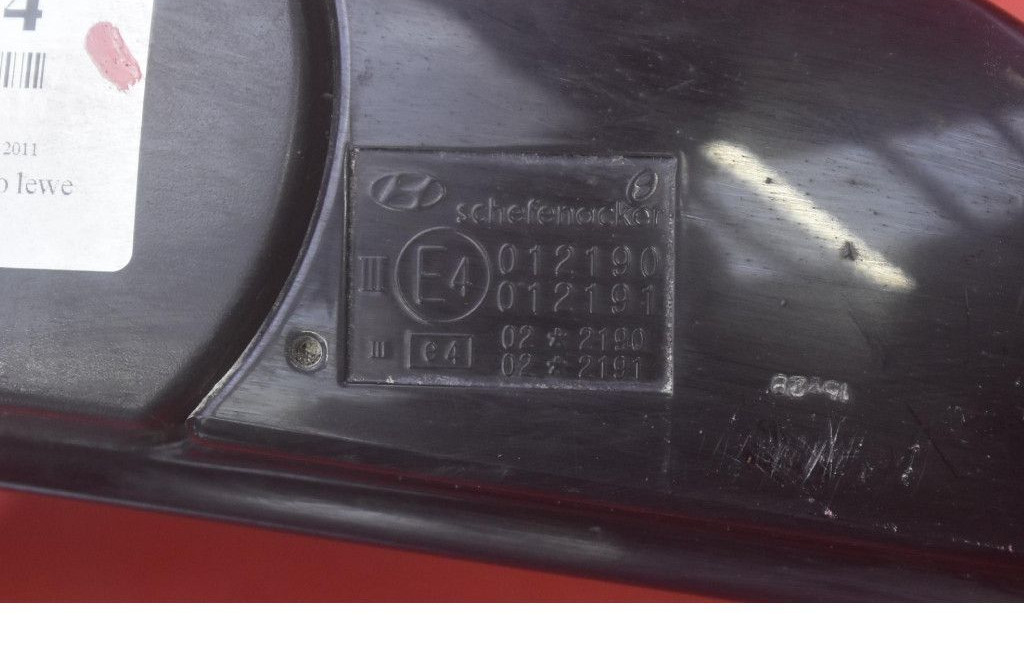 4
2011
o lewe
schefenacker
III E4 012190
012191
III e4 02 * 2190
02 * 2191